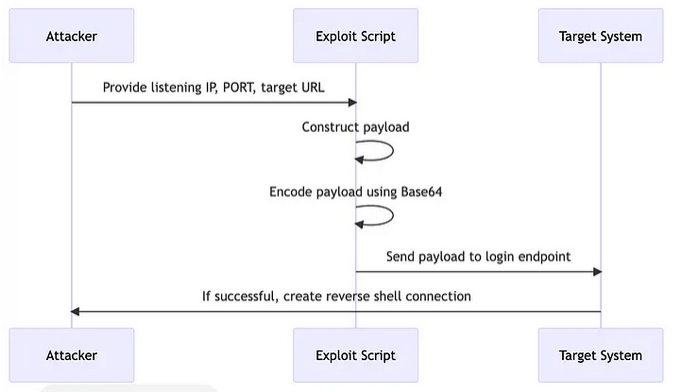 Attacker
Exploit Script
Target System
Provide listening IP, PORT, target URL
Construct payload
Encode payload using Base64
Send payload to login endpoint
If successful, create reverse shell connection
Attacker
Exploit Script
Target System